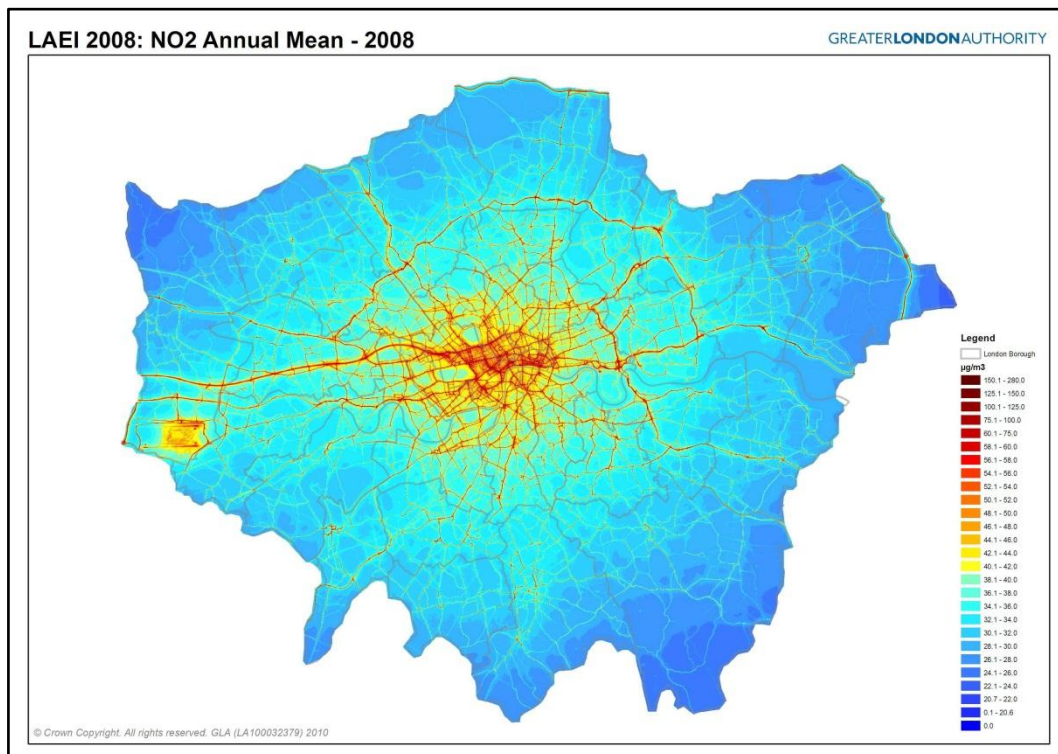 LAEI 2008: NO2 Annual Mean - 2008
GREATERLONDONAUTHORITY
Legend
London Borough
µg/m3
150.1 - 280.0
125.1 - 150.0
100.1 - 125.0
75.1 - 100.0
60.1 - 75.0
58.1 - 60.0
56.1 - 58.0
54.1 - 56.0
52.1 - 54.0
50.1 - 52.0
48.1 - 50.0
46.1 - 48.0
44.1 - 46.0
42.1 - 44.0
40.1 - 42.0
38.1 - 40.0
36.1 - 38.0
34.1 - 36.0
32.1 - 34.0
30.1 - 32.0
28.1 - 30.0
26.1 - 28.0
24.1 - 26.0
22.1 - 24.0
20.7 - 22.0
0.1 - 20.6
0.0
© Crown Copyright. All rights reserved. GLA (LA100032379) 2010